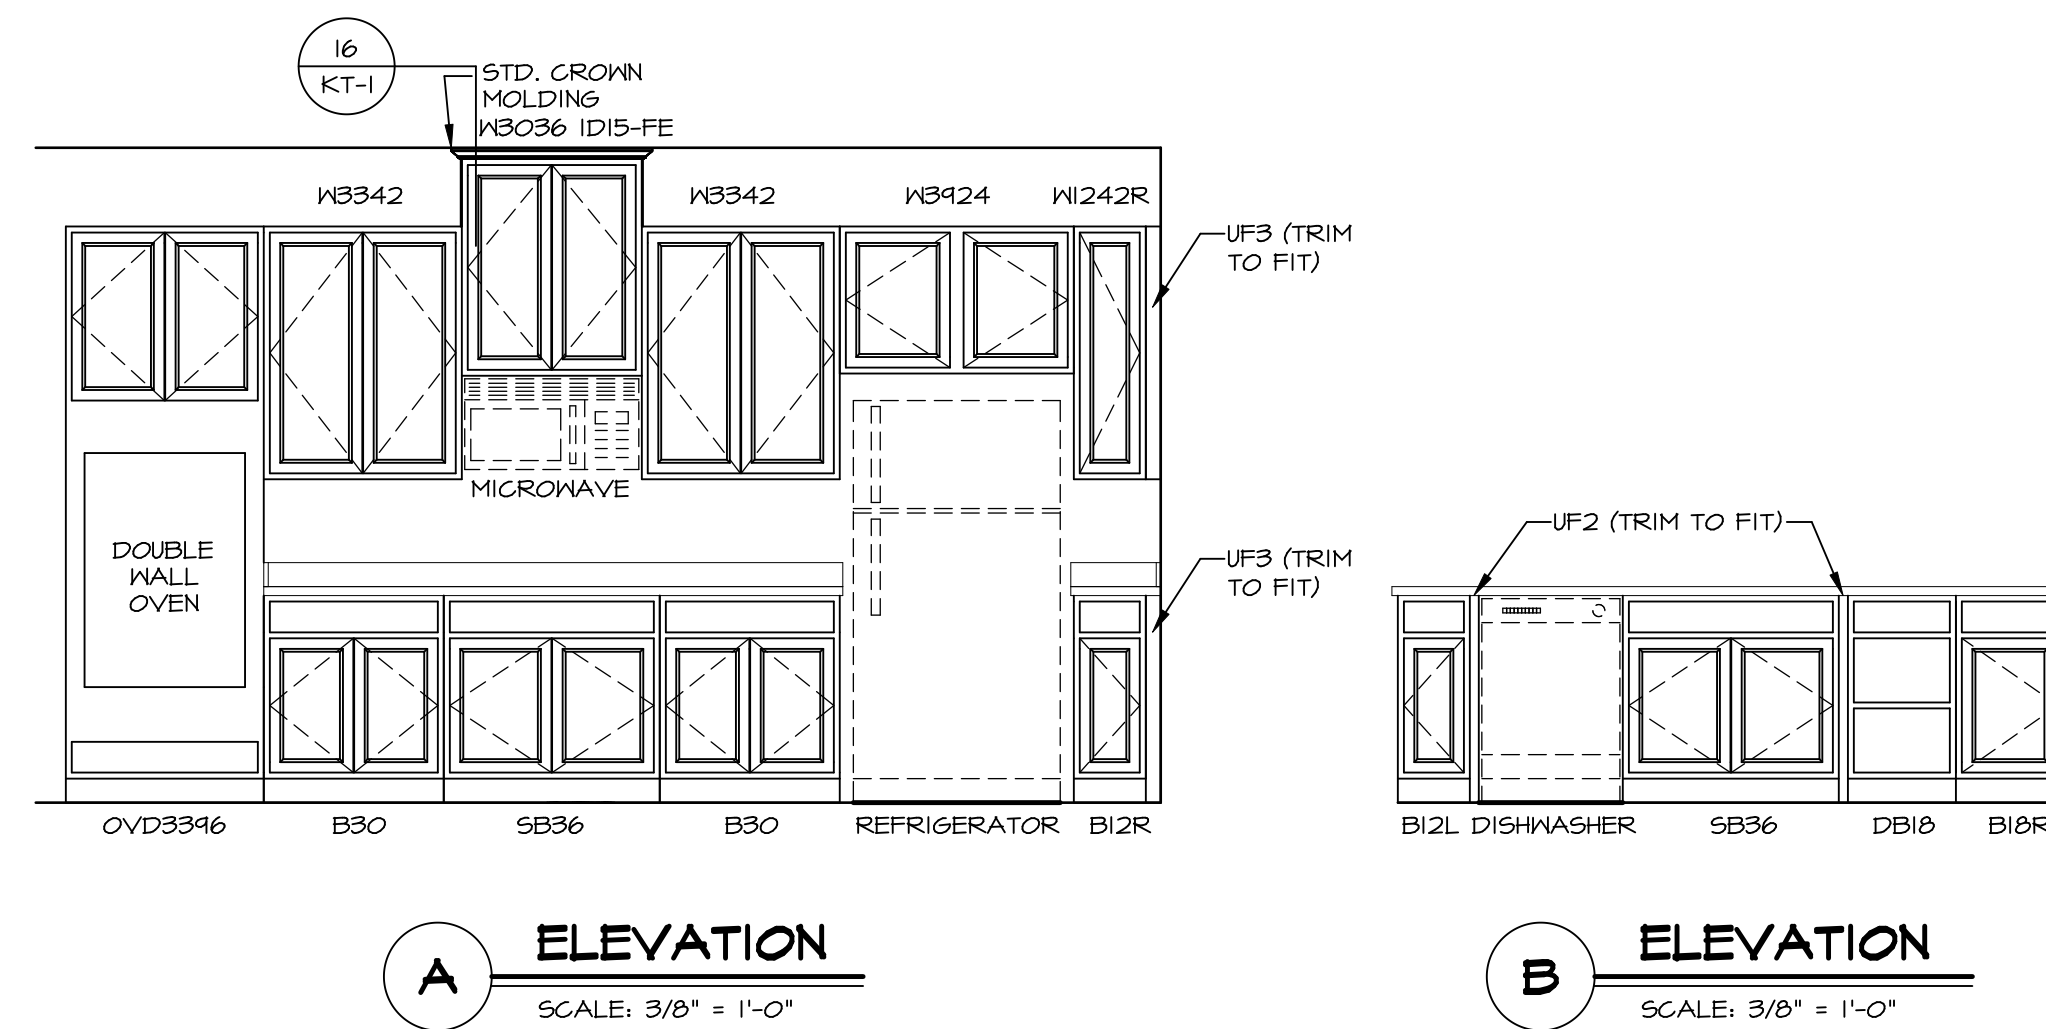 16
KT-1
STD. CROWN
MOLDING
W3036 1D15-FE
W3342
W3342
W3924
W1242R
UF3 (TRIM
TO FIT)
MICROWAVE
DOUBLE
WALL
OVEN
UF3 (TRIM
TO FIT)
OVD3396
B30
SB36
B30
REFRIGERATOR
B12R
A
ELEVATION
SCALE: 3/8" = 1'-0"
UF2 (TRIM TO FIT)
B12L
DISHWASHER
SB36
DB18
B18R
B
ELEVATION
SCALE: 3/8" = 1'-0"